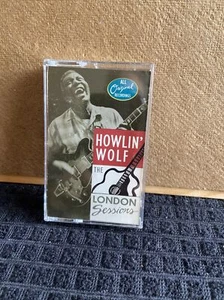 ALL
Original
RECORDINGS
HOWLIN'
WOLF
THE
LONDON
Sessions